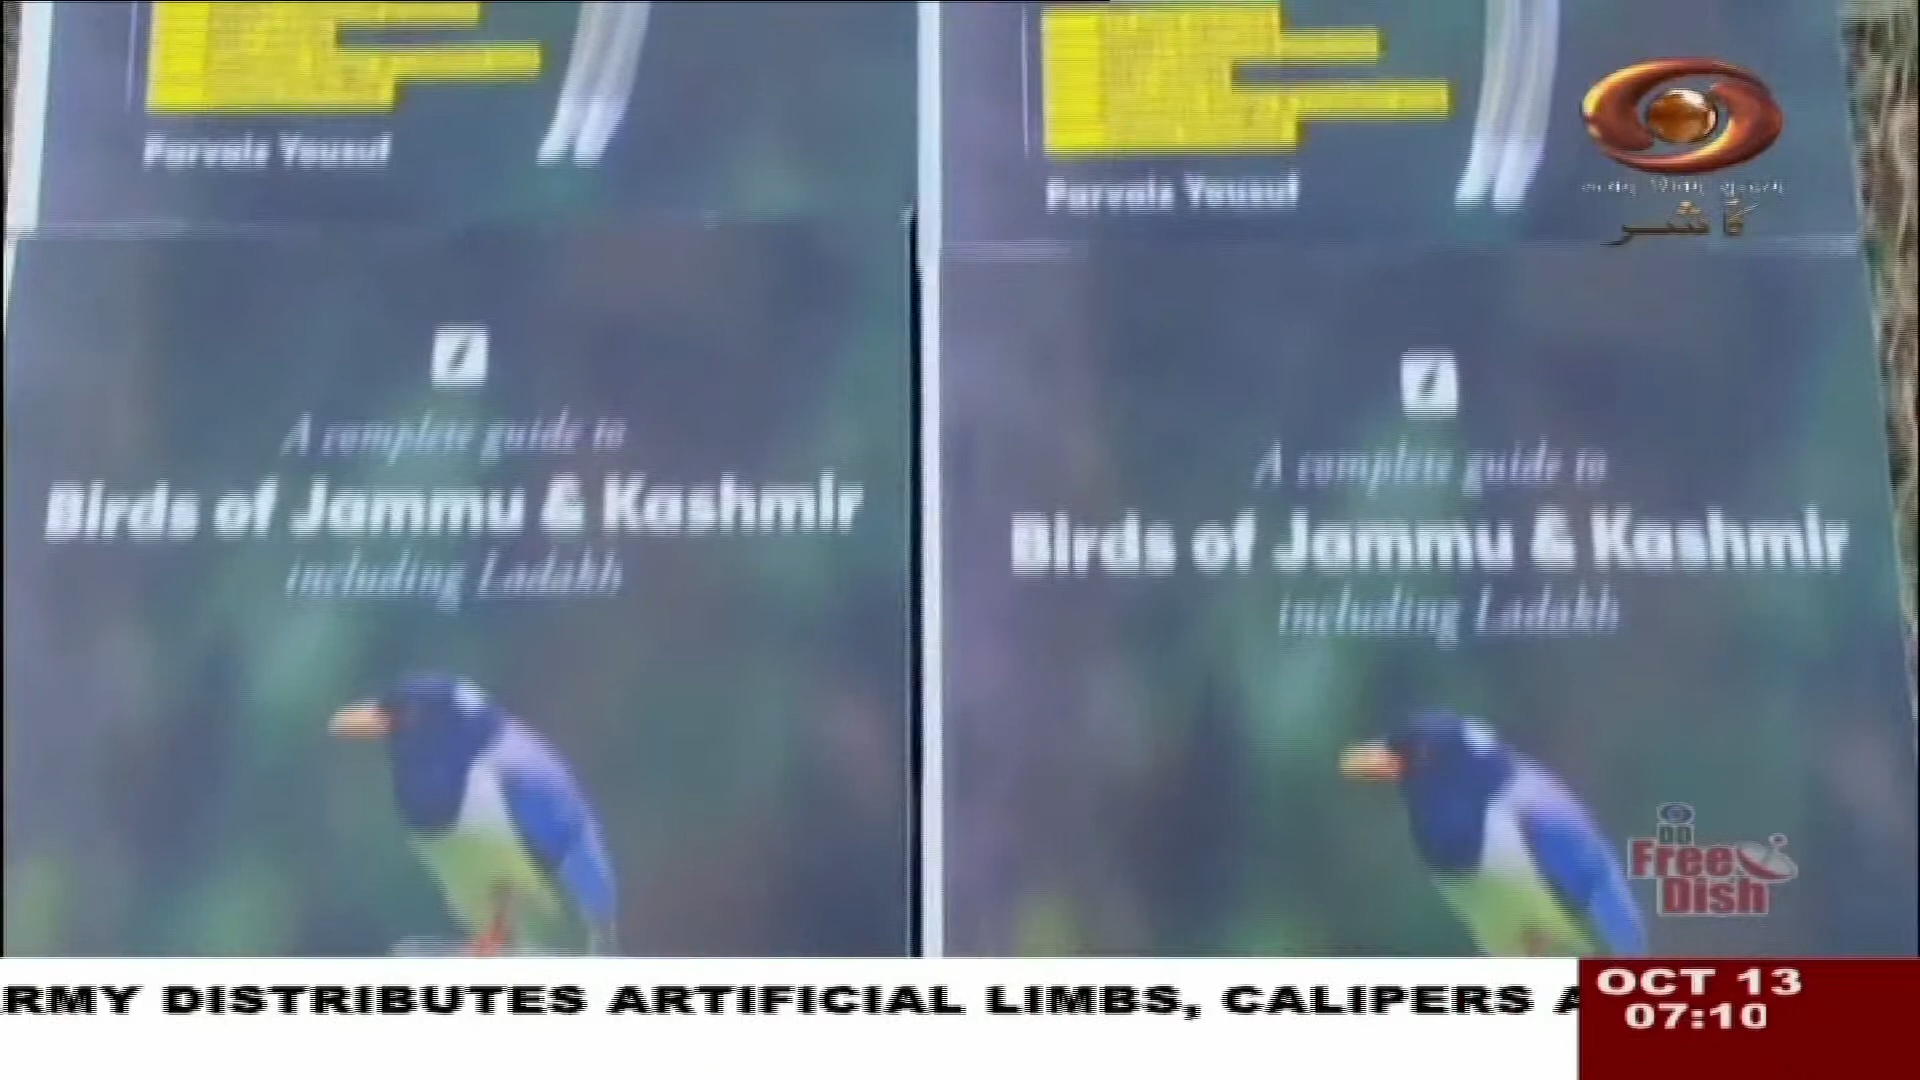 Parvaiz Yousuf
Parvaiz Yousuf
کٲشر
A complete guide to
Birds of Jammu & Kashmir
including Ladakh
A complete guide to
Birds of Jammu & Kashmir
including Ladakh
DD
Free
Dish
RMY DISTRIBUTES ARTIFICIAL LIMBS, CALIPERS A
OCT 13
07:10